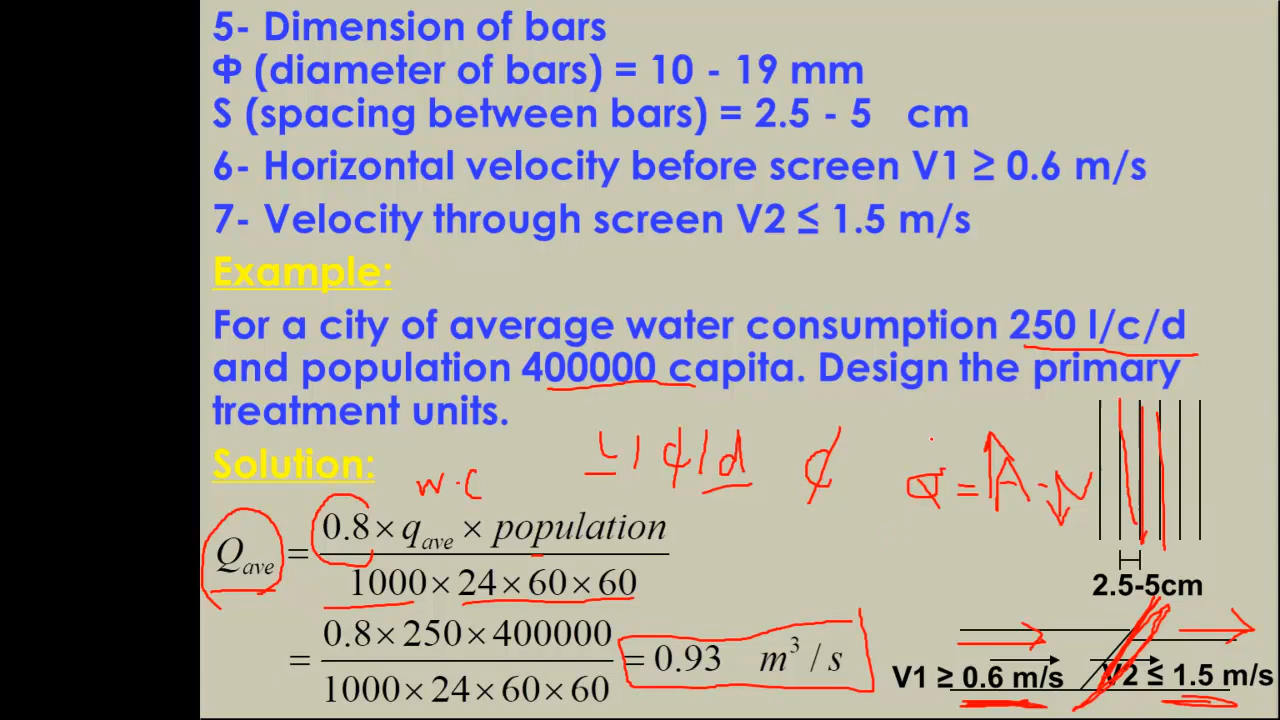 5- Dimension of bars
Φ (diameter of bars) = 10 - 19 mm
S (spacing between bars) = 2.5 - 5 cm
6- Horizontal velocity before screen V1 ≥ 0.6 m/s
7- Velocity through screen V2 ≤ 1.5 m/s
Example:
For a city of average water consumption 250 l/c/d
and population 400000 capita. Design the primary
treatment units.
Solution:
L / ¢ / d ¢
W.C
Q = A . V
Q_ave = (0.8 × q_ave × population) / (1000 × 24 × 60 × 60)
= (0.8 × 250 × 400000) / (1000 × 24 × 60 × 60) = 0.93 m³ / s
2.5-5cm
V1 ≥ 0.6 m/s
V2 ≤ 1.5 m/s